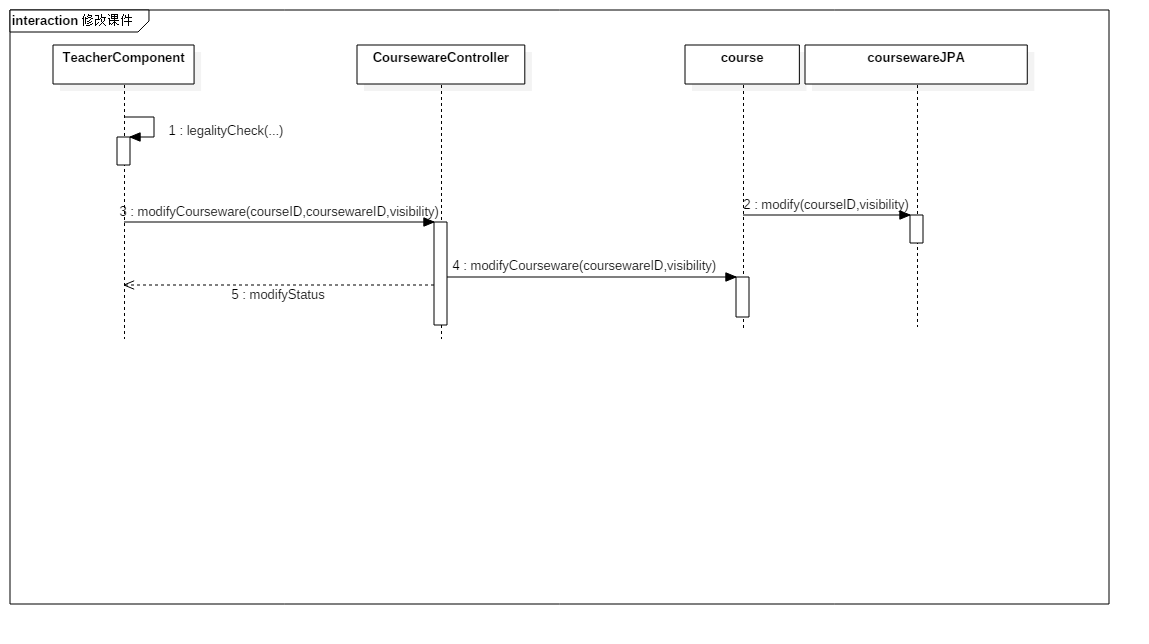 interaction 修改课件
TeacherComponent
CoursewareController
course
coursewareJPA
1 : legalityCheck(...)
2 : modify(courseID,visibility)
3 : modifyCourseware(courseID,coursewareID,visibility)
4 : modifyCourseware(coursewareID,visibility)
5 : modifyStatus